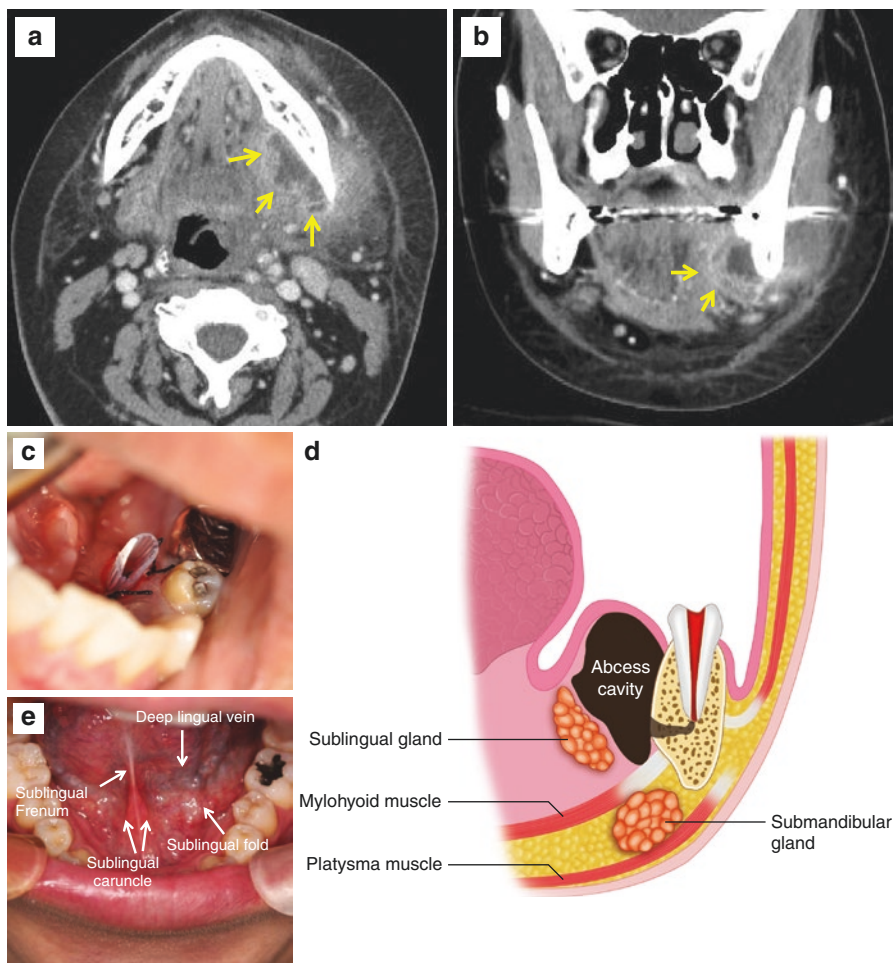 a
b
c
d
Abcess
cavity
Sublingual gland
Mylohyoid muscle
Platysma muscle
Submandibular
gland
e
Deep lingual vein
Sublingual
Frenum
Sublingual fold
Sublingual
caruncle